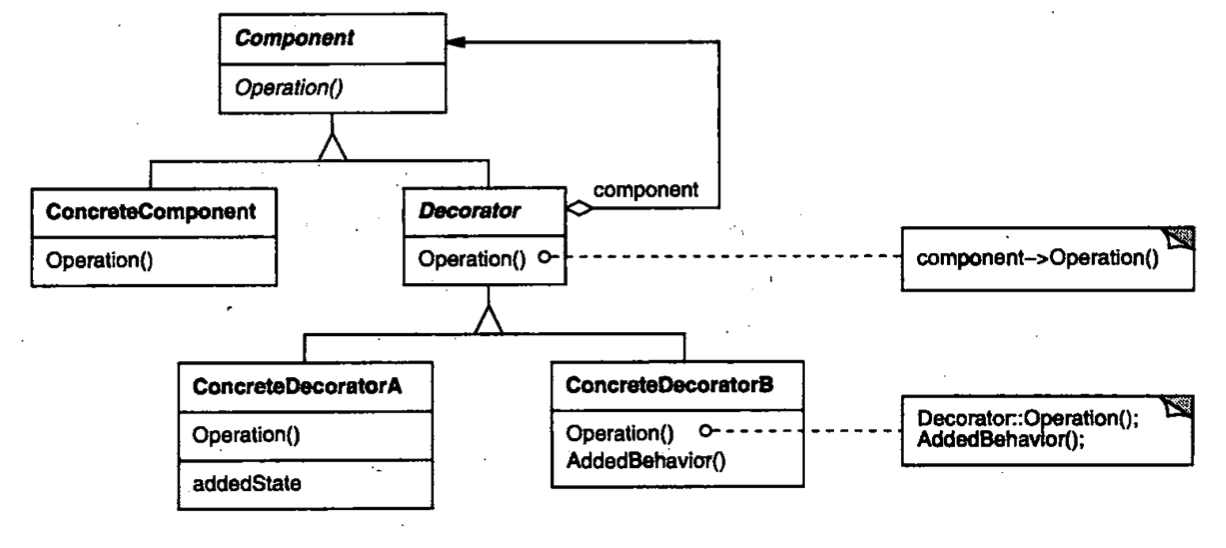 Component
Operation()
component
ConcreteComponent
Operation()
Decorator
Operation()
component->Operation()
ConcreteDecoratorA
Operation()
addedState
ConcreteDecoratorB
Operation()
AddedBehavior()
Decorator::Operation();
AddedBehavior();